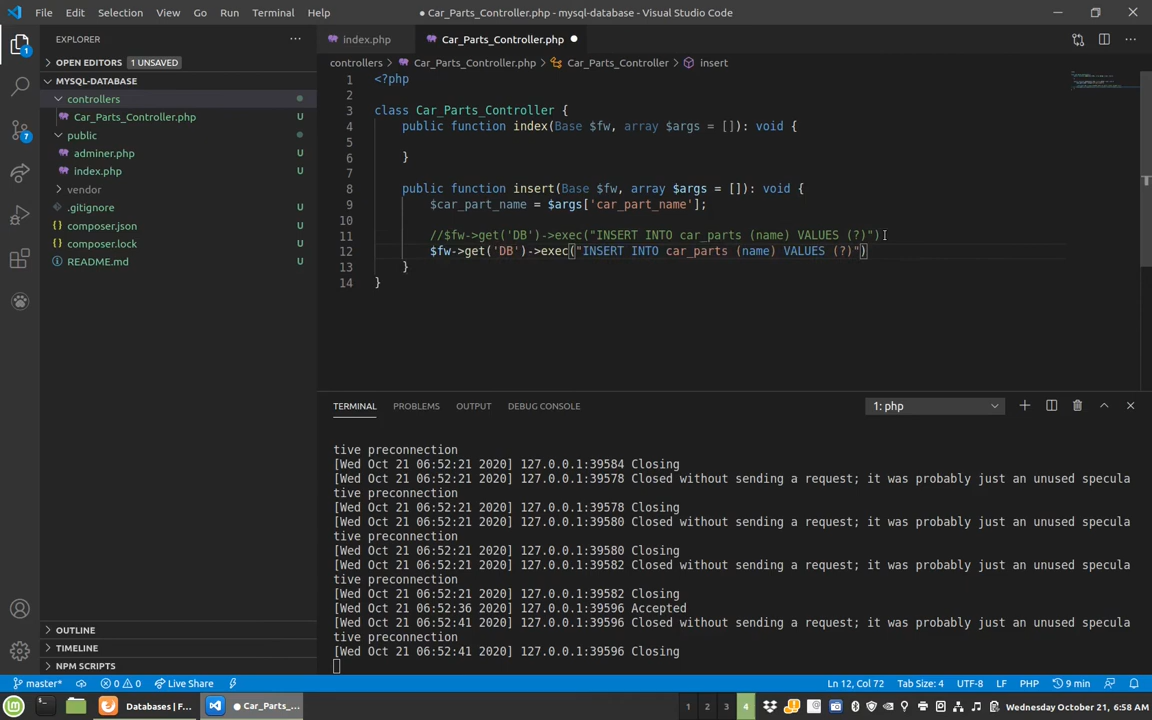 File Edit Selection View Go Run Terminal Help
● Car_Parts_Controller.php - mysql-database - Visual Studio Code
EXPLORER
OPEN EDITORS 1 UNSAVED
MYSQL-DATABASE
controllers
Car_Parts_Controller.php U
public
adminer.php U
index.php U
vendor
.gitignore U
composer.json U
composer.lock U
README.md U
OUTLINE
TIMELINE
NPM SCRIPTS
1
7
index.php
Car_Parts_Controller.php ●
controllers > Car_Parts_Controller.php > Car_Parts_Controller > insert
1 <?php
2
3 class Car_Parts_Controller {
4 public function index(Base $fw, array $args = []): void {
5
6 }
7
8 public function insert(Base $fw, array $args = []): void {
9 $car_part_name = $args['car_part_name'];
10
11 //$fw->get('DB')->exec("INSERT INTO car_parts (name) VALUES (?)")
12 $fw->get('DB')->exec("INSERT INTO car_parts (name) VALUES (?)")
13 }
14 }
TERMINAL PROBLEMS OUTPUT DEBUG CONSOLE
1: php
tive preconnection
[Wed Oct 21 06:52:21 2020] 127.0.0.1:39584 Closing
[Wed Oct 21 06:52:21 2020] 127.0.0.1:39578 Closed without sending a request; it was probably just an unused specula
tive preconnection
[Wed Oct 21 06:52:21 2020] 127.0.0.1:39578 Closing
[Wed Oct 21 06:52:21 2020] 127.0.0.1:39580 Closed without sending a request; it was probably just an unused specula
tive preconnection
[Wed Oct 21 06:52:21 2020] 127.0.0.1:39580 Closing
[Wed Oct 21 06:52:21 2020] 127.0.0.1:39582 Closed without sending a request; it was probably just an unused specula
tive preconnection
[Wed Oct 21 06:52:21 2020] 127.0.0.1:39582 Closing
[Wed Oct 21 06:52:36 2020] 127.0.0.1:39596 Accepted
[Wed Oct 21 06:52:41 2020] 127.0.0.1:39596 Closed without sending a request; it was probably just an unused specula
tive preconnection
[Wed Oct 21 06:52:41 2020] 127.0.0.1:39596 Closing
master* 0 0 Live Share Ln 12, Col 72 Tab Size: 4 UTF-8 LF PHP 9 min
Databases | F... ● Car_Parts_... 1 2 3 4 Wednesday October 21, 6:58 AM